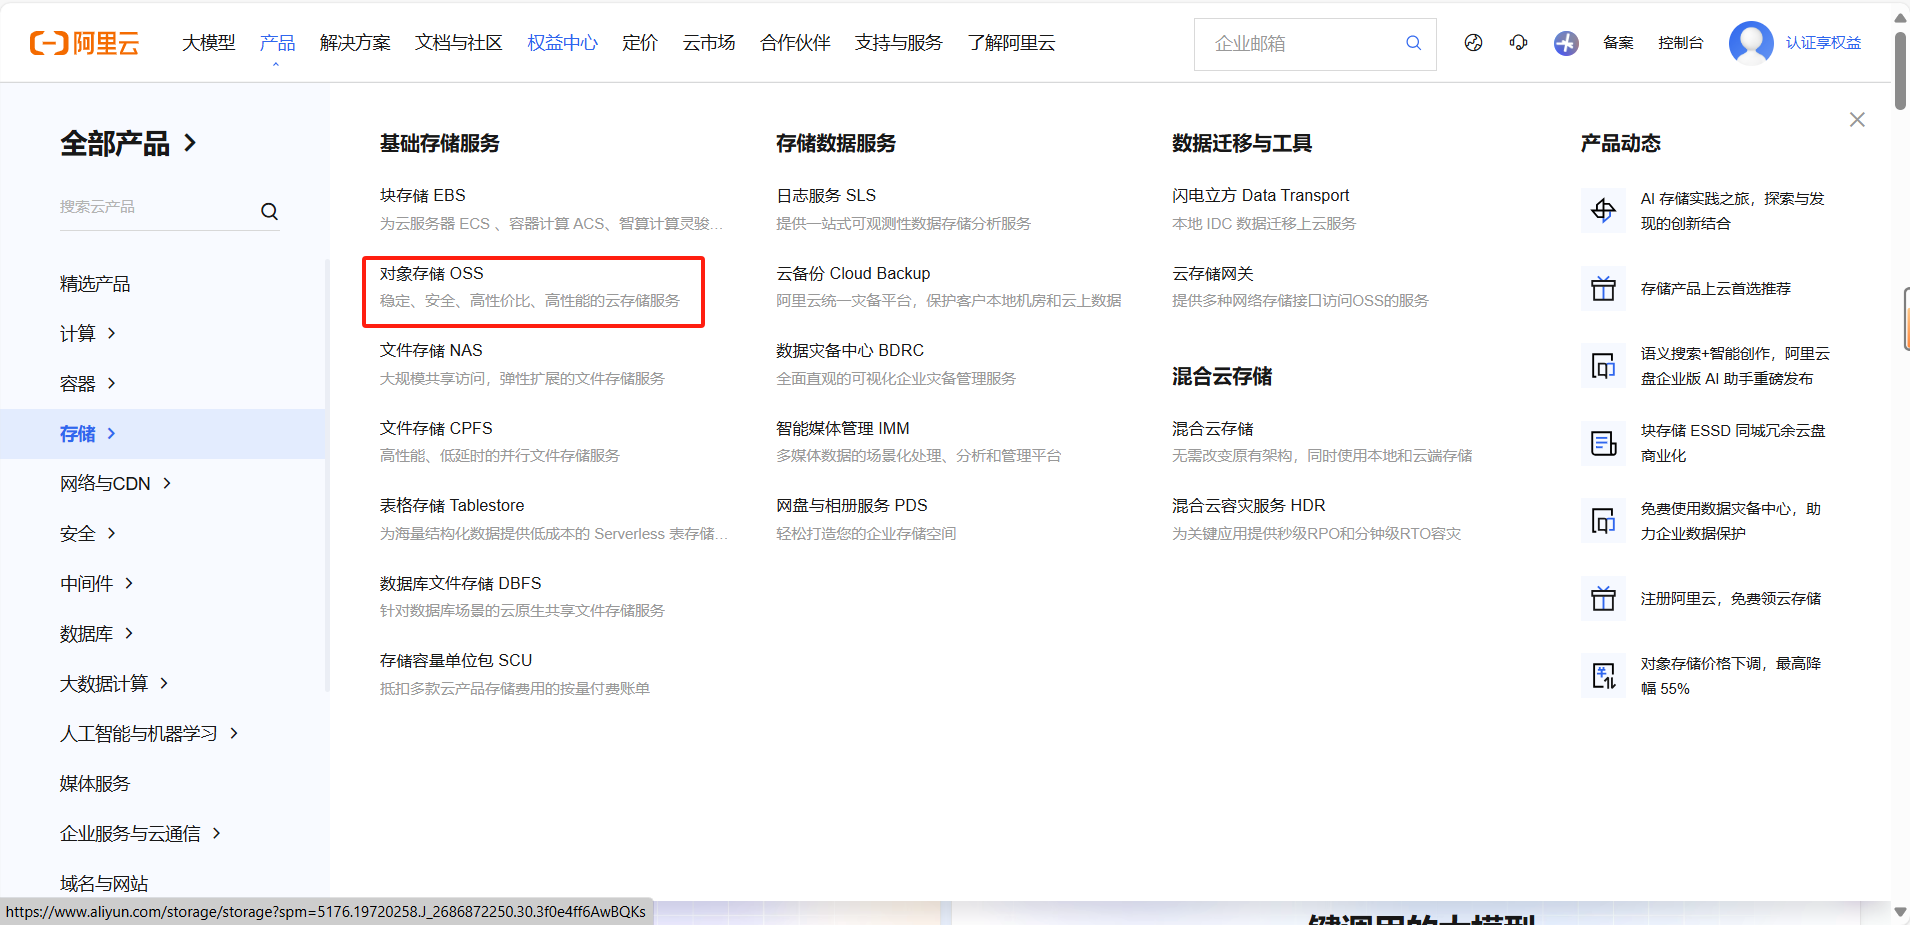 阿里云
大模型 产品 解决方案 文档与社区 权益中心 定价 云市场 合作伙伴 支持与服务 了解阿里云
企业邮箱
备案 控制台 认证享权益
全部产品
搜索云产品
精选产品
计算
容器
存储
网络与CDN
安全
中间件
数据库
大数据计算
人工智能与机器学习
媒体服务
企业服务与云通信
域名与网站
基础存储服务
块存储 EBS
为云服务器 ECS 、容器计算 ACS、智算计算灵骏...
对象存储 OSS
稳定、安全、高性价比、高性能的云存储服务
文件存储 NAS
大规模共享访问，弹性扩展的文件存储服务
文件存储 CPFS
高性能、低延时的并行文件存储服务
表格存储 Tablestore
为海量结构化数据提供低成本的 Serverless 表存储...
数据库文件存储 DBFS
针对数据库场景的云原生共享文件存储服务
存储容量单位包 SCU
抵扣多款云产品存储费用的按量付费账单
存储数据服务
日志服务 SLS
提供一站式可观测性数据存储分析服务
云备份 Cloud Backup
阿里云统一灾备平台，保护客户本地机房和云上数据
数据灾备中心 BDRC
全面直观的可视化企业灾备管理服务
智能媒体管理 IMM
多媒体数据的场景化处理、分析和管理平台
网盘与相册服务 PDS
轻松打造您的企业存储空间
数据迁移与工具
闪电立方 Data Transport
本地 IDC 数据迁移上云服务
云存储网关
提供多种网络存储接口访问OSS的服务
混合云存储
混合云存储
无需改变原有架构，同时使用本地和云端存储
混合云容灾服务 HDR
为关键应用提供秒级RPO和分钟级RTO容灾
产品动态
AI 存储实践之旅，探索与发
现的创新结合
存储产品上云首选推荐
语义搜索+智能创作，阿里云
盘企业版 AI 助手重磅发布
块存储 ESSD 同城冗余云盘
商业化
免费使用数据灾备中心，助
力企业数据保护
注册阿里云，免费领云存储
对象存储价格下调，最高降
幅 55%
https://www.aliyun.com/storage/storage?spm=5176.19720258.J_2686872250.30.3f0e4ff6AwBQKs
键调用的大模型